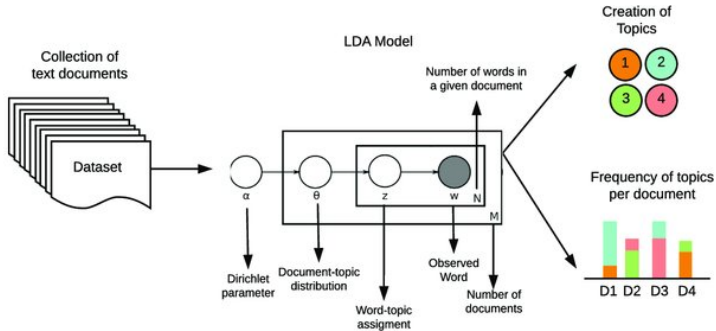 Collection of
text documents
Dataset
LDA Model
Number of words in
a given document
α
θ
z
w
N
M
Dirichlet
parameter
Document-topic
distribution
Word-topic
assigment
Observed
Word
Number of
documents
Creation of
Topics
1
2
3
4
Frequency of topics
per document
D1 D2 D3 D4